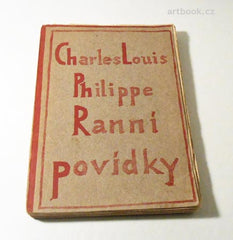 artbook.cz
Charles Louis
Philippe
Ranní
povídky